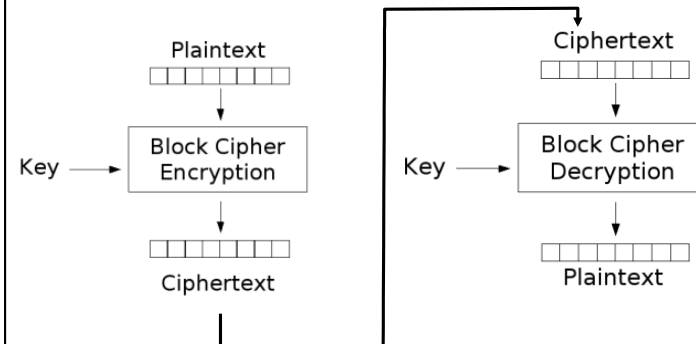 Plaintext
Key
Block Cipher
Encryption
Ciphertext
Ciphertext
Key
Block Cipher
Decryption
Plaintext